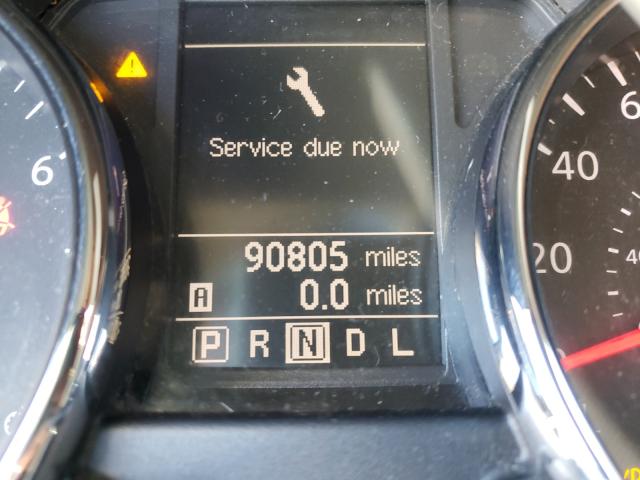 Service due now
6
40
20
90805 miles
A 0.0 miles
P R N D L